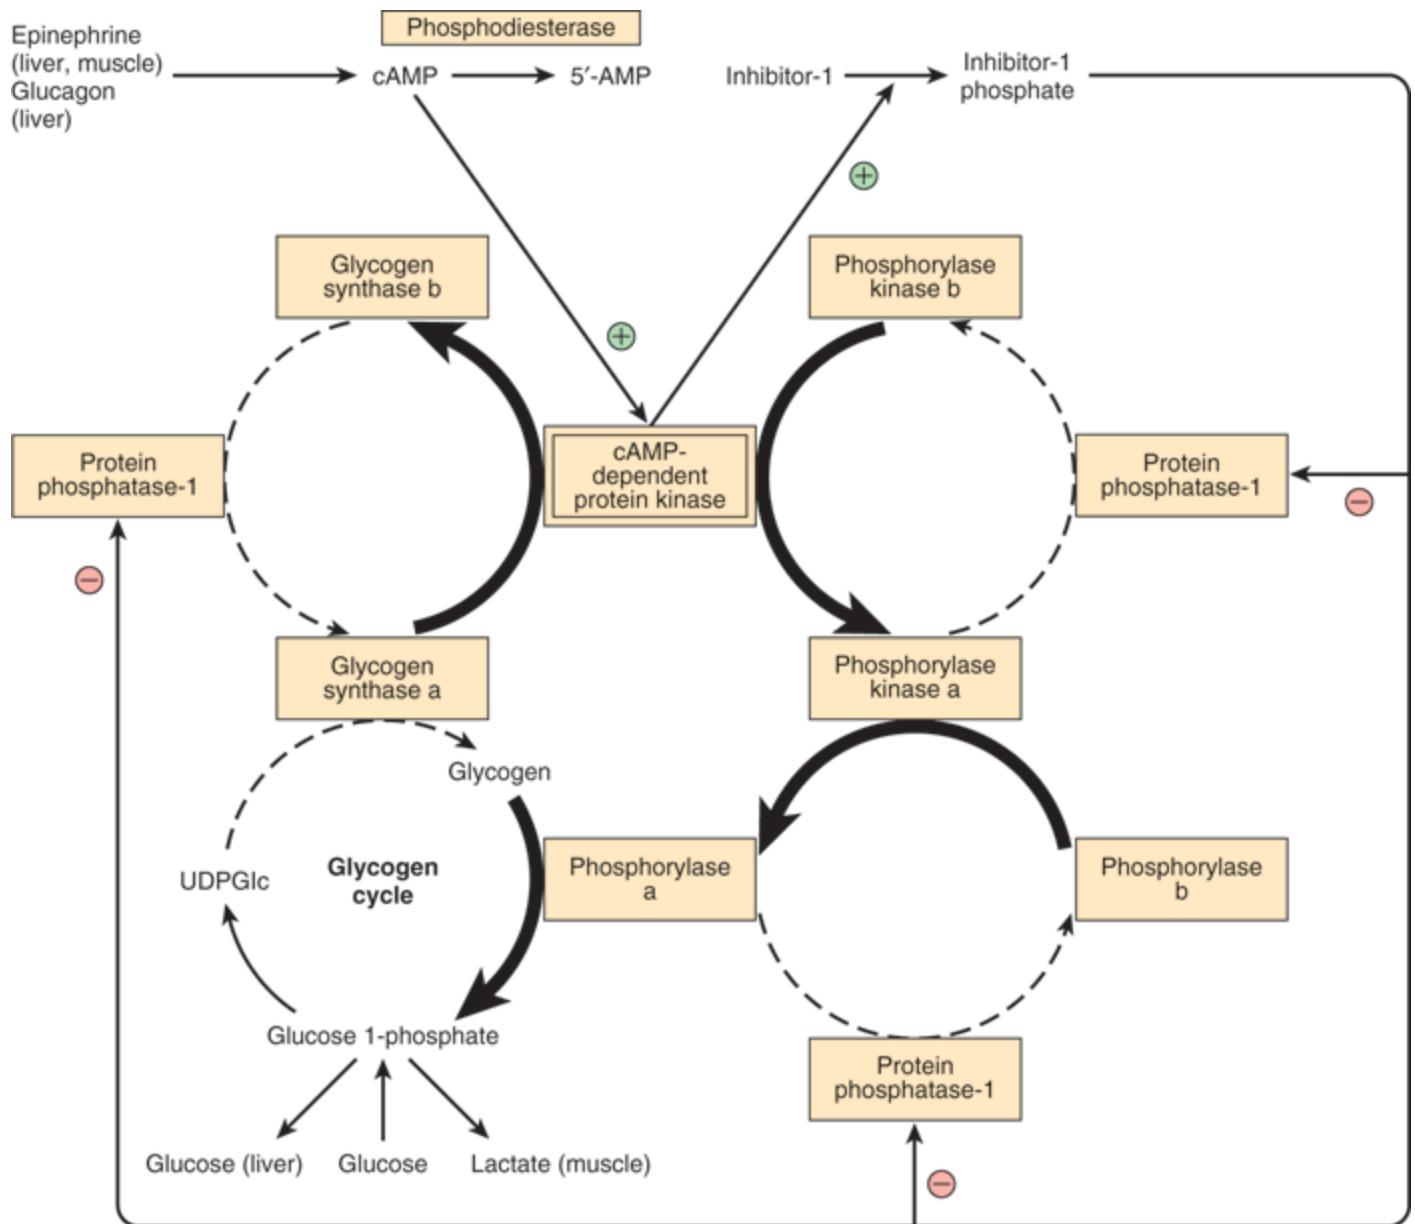 Phosphodiesterase
Epinephrine
(liver, muscle)
Glucagon
(liver)
cAMP
5′-AMP
Inhibitor-1
Inhibitor-1
phosphate
+
Glycogen
synthase b
Phosphorylase
kinase b
+
Protein
phosphatase-1
cAMP-
dependent
protein kinase
Protein
phosphatase-1
−
−
Glycogen
synthase a
Phosphorylase
kinase a
Glycogen
UDPGlc
Glycogen
cycle
Phosphorylase
a
Phosphorylase
b
Glucose 1-phosphate
Protein
phosphatase-1
Glucose (liver)
Glucose
Lactate (muscle)
−